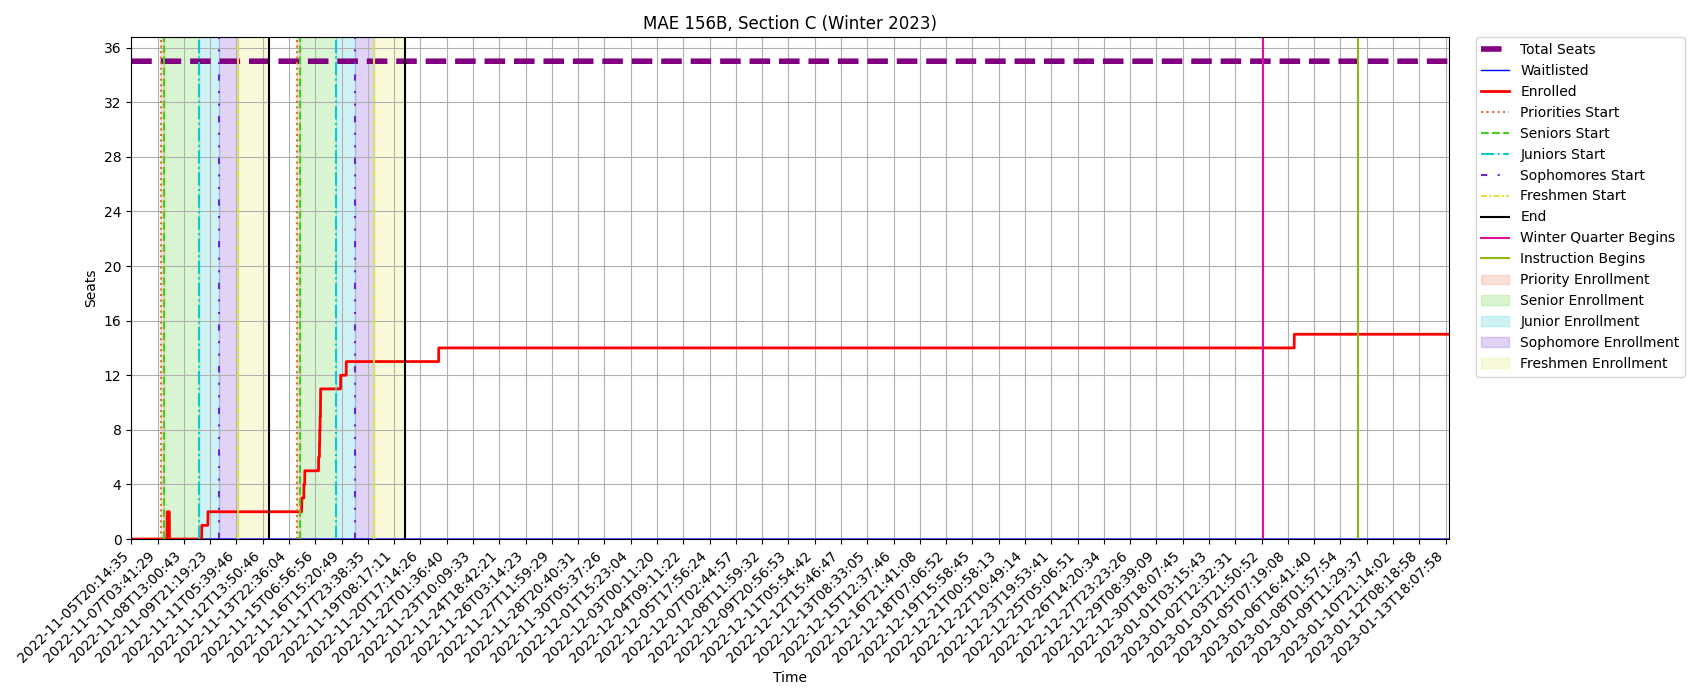 MAE 156B, Section C (Winter 2023)
Seats
36
32
28
24
20
16
12
8
4
0
2022-11-05T20:14:35
2022-11-07T03:41:29
2022-11-08T13:00:43
2022-11-09T21:19:23
2022-11-11T05:39:46
2022-11-12T13:50:46
2022-11-13T22:36:04
2022-11-15T06:56:56
2022-11-16T15:20:49
2022-11-17T23:38:35
2022-11-19T08:17:11
2022-11-20T17:14:26
2022-11-22T01:36:40
2022-11-23T10:09:33
2022-11-24T18:42:21
2022-11-26T03:14:23
2022-11-27T11:59:29
2022-11-28T20:40:31
2022-11-30T05:37:26
2022-12-01T15:23:04
2022-12-03T00:11:20
2022-12-04T09:11:22
2022-12-05T17:56:24
2022-12-07T02:44:57
2022-12-08T11:59:32
2022-12-09T20:56:53
2022-12-11T05:54:42
2022-12-12T15:46:47
2022-12-13T08:33:05
2022-12-15T12:37:46
2022-12-16T21:41:08
2022-12-18T07:06:52
2022-12-19T15:58:45
2022-12-21T00:58:13
2022-12-22T10:49:14
2022-12-23T19:53:41
2022-12-25T05:06:51
2022-12-26T14:20:34
2022-12-27T23:23:26
2022-12-29T08:39:09
2022-12-30T18:07:45
2023-01-01T03:15:43
2023-01-02T12:32:31
2023-01-03T21:50:52
2023-01-05T07:19:08
2023-01-06T16:41:40
2023-01-08T01:57:54
2023-01-09T11:29:37
2023-01-10T21:14:02
2023-01-12T08:18:58
2023-01-13T18:07:58
Time
Total Seats
Waitlisted
Enrolled
Priorities Start
Seniors Start
Juniors Start
Sophomores Start
Freshmen Start
End
Winter Quarter Begins
Instruction Begins
Priority Enrollment
Senior Enrollment
Junior Enrollment
Sophomore Enrollment
Freshmen Enrollment